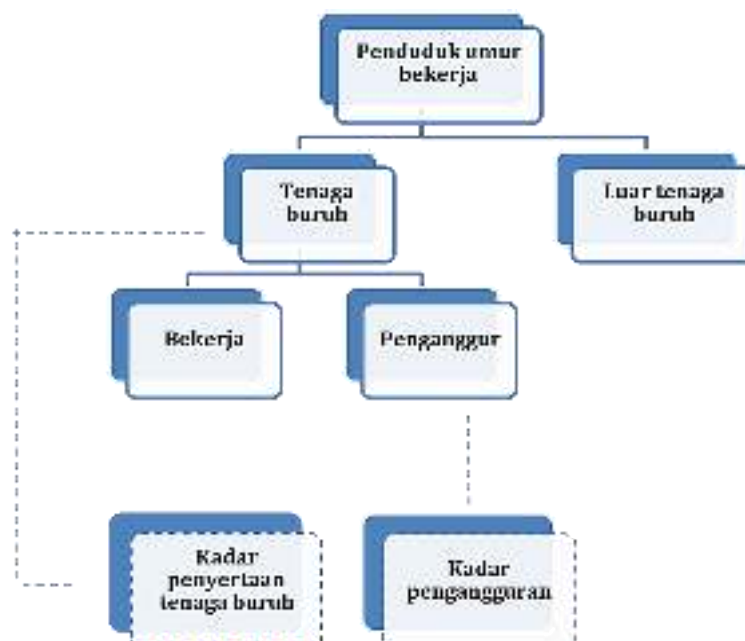 Penduduk umur
bekerja
Tenaga
buruh
Luar tenaga
buruh
Bekerja
Penganggur
Kadar
penyertaan
tenaga buruh
Kadar
pengangguran